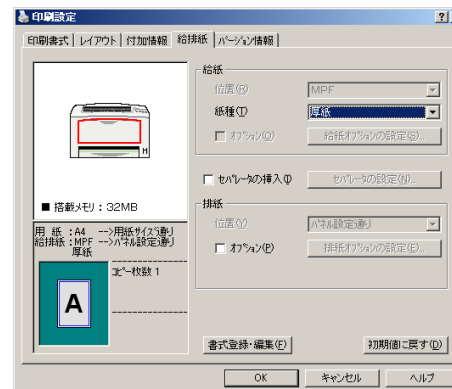 印刷設定
?
印刷書式 レイアウト 付加情報 給排紙 バージョン情報
H
■ 搭載メモリ：32MB
用 紙 ：A4 -->用紙サイズ通り
給排紙：MPF -->パネル設定通り
厚紙
A
コピー枚数 1
給紙
位置(R) MPF
紙種(T) 厚紙
オプション(O) 給紙オプションの設定(S)...
セパレータの挿入(I) セパレータの設定(N)...
排紙
位置(Y) パネル設定通り
オプション(P) 排紙オプションの設定(E)...
書式登録・編集(F) 初期値に戻す(D)
OK キャンセル ヘルプ